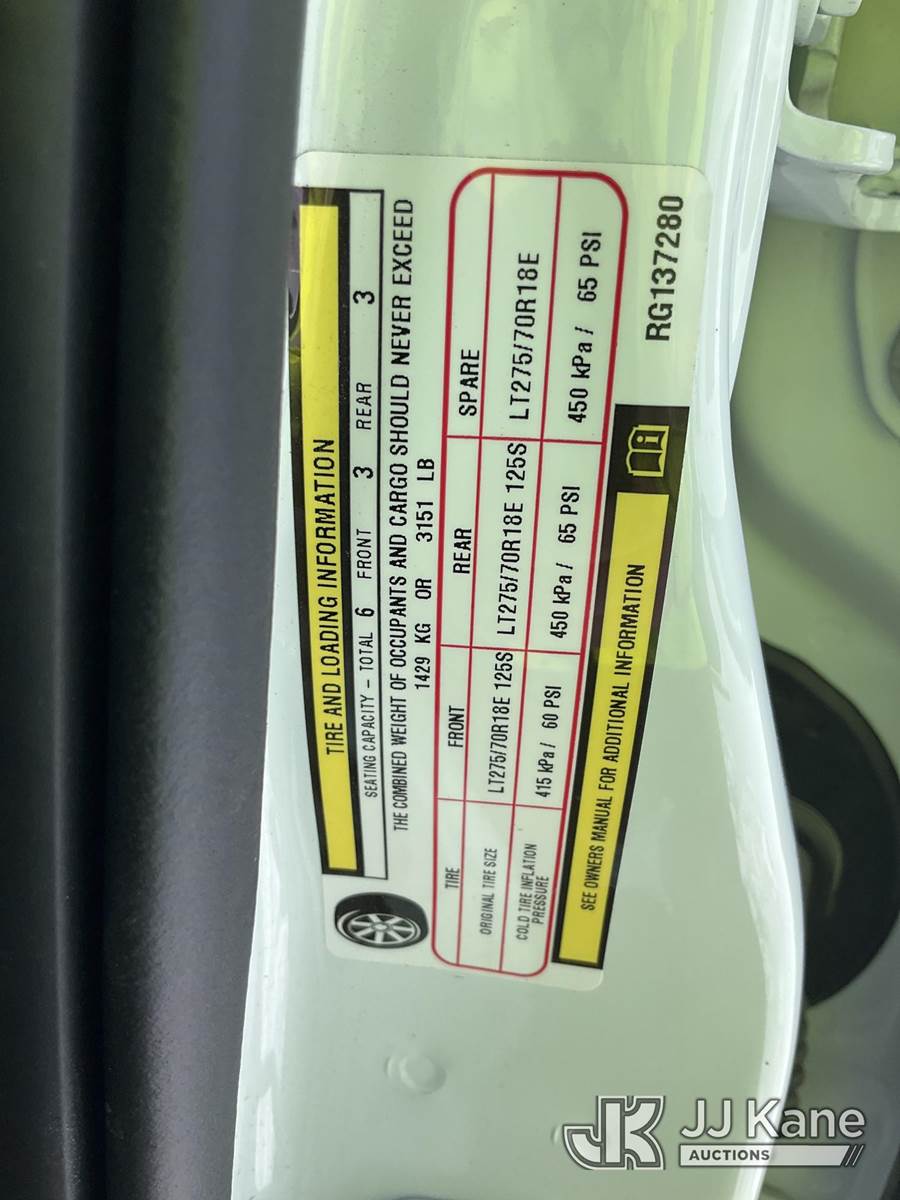 TIRE AND LOADING INFORMATION
SEATING CAPACITY - TOTAL 6 FRONT 3 REAR 3
THE COMBINED WEIGHT OF OCCUPANTS AND CARGO SHOULD NEVER EXCEED
1429 KG OR 3151 LB
TIRE FRONT REAR SPARE
ORIGINAL TIRE SIZE LT275/70R18E 125S LT275/70R18E 125S LT275/70R18E
COLD TIRE INFLATION
PRESSURE 415 kPa / 60 PSI 450 kPa / 65 PSI 450 kPa / 65 PSI
SEE OWNERS MANUAL FOR ADDITIONAL INFORMATION
RG137280
JK JJ Kane
AUCTIONS